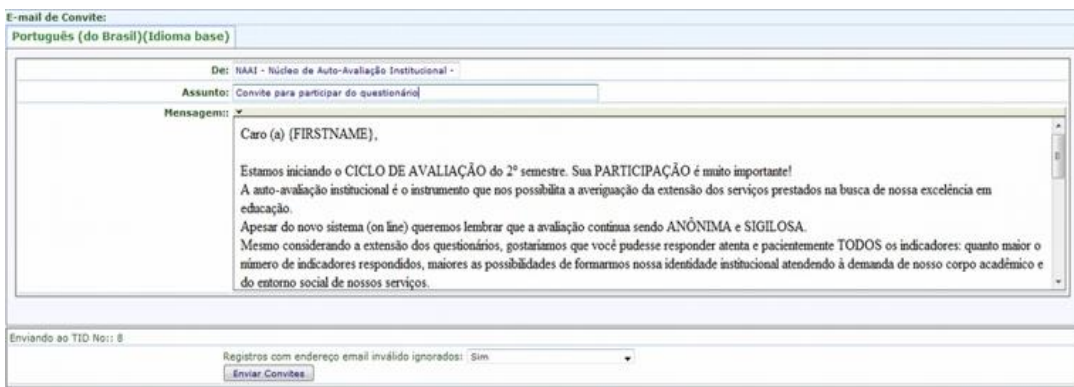 E-mail de Convite:
Português (do Brasil)(Idioma base)
De: NAAI - Núcleo de Auto-Avaliação Institucional -
Assunto: Convite para participar do questionário
Mensagem::
Caro (a) {FIRSTNAME},
Estamos iniciando o CICLO DE AVALIAÇÃO do 2º semestre. Sua PARTICIPAÇÃO é muito importante!
A auto-avaliação institucional é o instrumento que nos possibilita a averiguação da extensão dos serviços prestados na busca de nossa excelência em
educação.
Apesar do novo sistema (on line) queremos lembrar que a avaliação continua sendo ANÔNIMA e SIGILOSA.
Mesmo considerando a extensão dos questionários, gostaríamos que você pudesse responder atenta e pacientemente TODOS os indicadores: quanto maior o
número de indicadores respondidos, maiores as possibilidades de formarmos nossa identidade institucional atendendo à demanda de nosso corpo acadêmico e
do entorno social de nossos serviços.
Enviando ao TID No:: 8
Registros com endereço email inválido ignorados: Sim
Enviar Convites